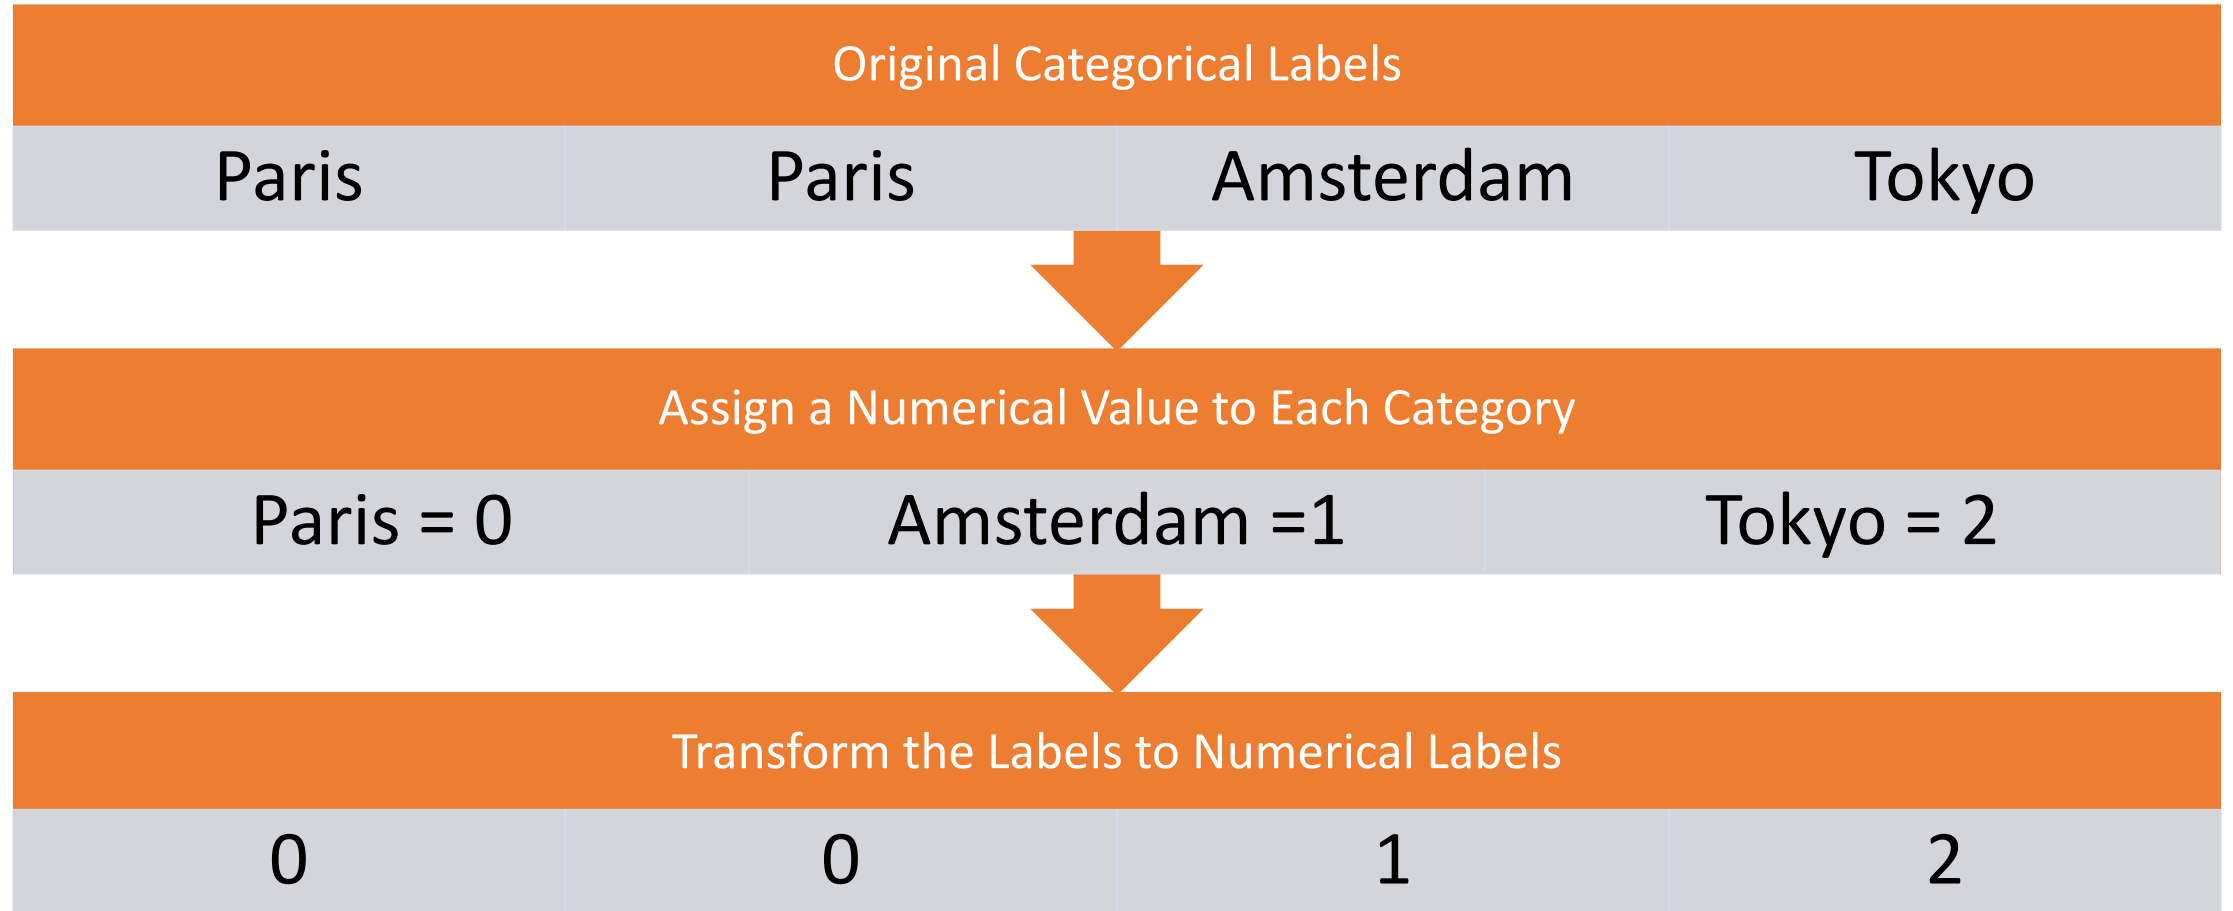 Original Categorical Labels
Paris Paris Amsterdam Tokyo
Assign a Numerical Value to Each Category
Paris = 0 Amsterdam =1 Tokyo = 2
Transform the Labels to Numerical Labels
0 0 1 2